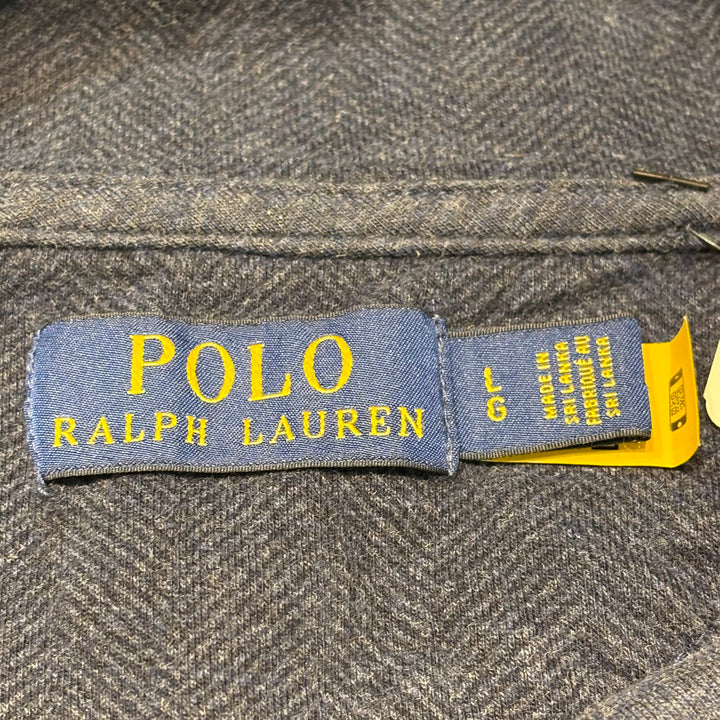 POLO
RALPH LAUREN
L
G
MADE IN
SRI LANKA
FABRIQUÉ AU
SRI LANKA